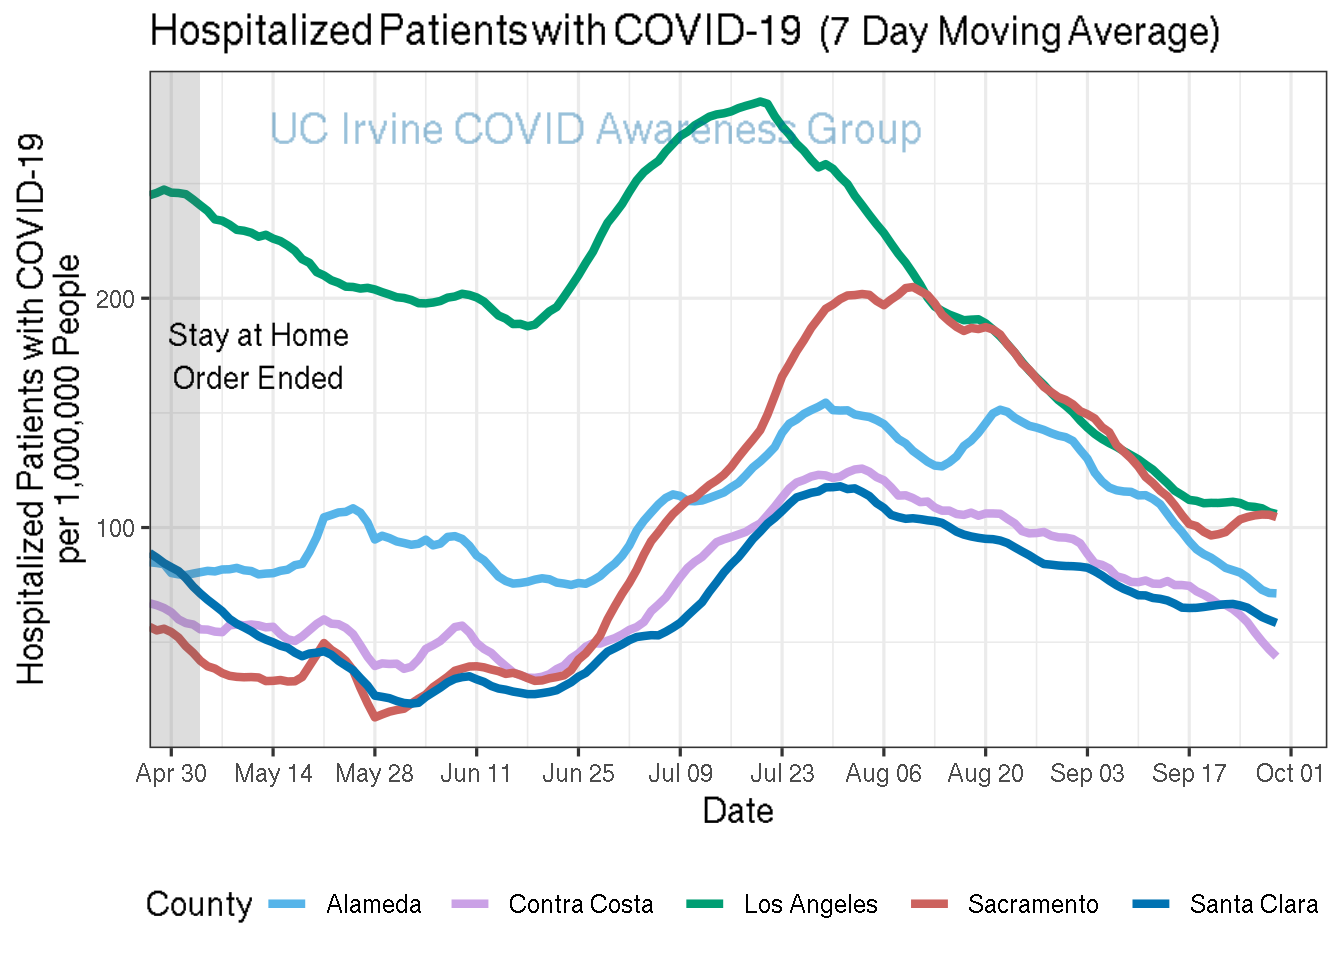 Hospitalized Patients with COVID-19 (7 Day Moving Average)
UC Irvine COVID Awareness Group
Hospitalized Patients with COVID-19
per 1,000,000 People
200
100
Stay at Home
Order Ended
Apr 30 May 14 May 28 Jun 11 Jun 25 Jul 09 Jul 23 Aug 06 Aug 20 Sep 03 Sep 17 Oct 01
Date
County Alameda Contra Costa Los Angeles Sacramento Santa Clara